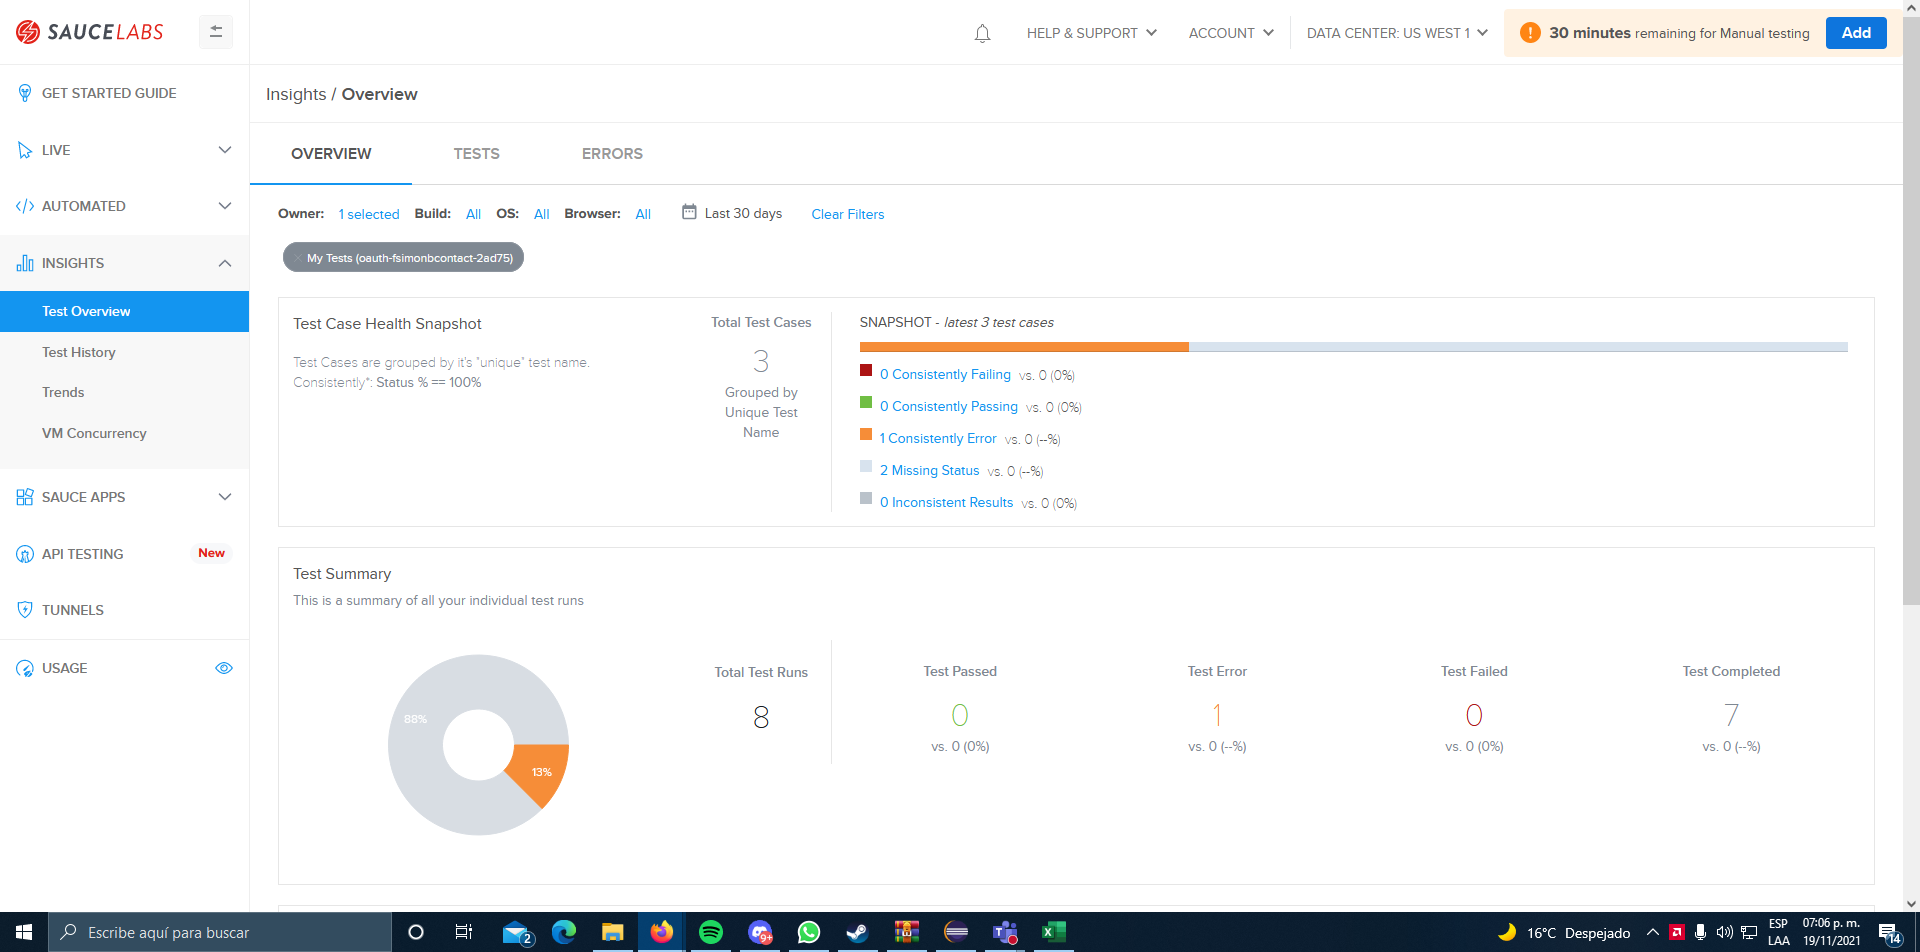 SAUCELABS
HELP & SUPPORT
ACCOUNT
DATA CENTER: US WEST 1
! 30 minutes remaining for Manual testing
Add
GET STARTED GUIDE
LIVE
AUTOMATED
INSIGHTS
Test Overview
Test History
Trends
VM Concurrency
SAUCE APPS
API TESTING New
TUNNELS
USAGE
Insights / Overview
OVERVIEW TESTS ERRORS
Owner: 1 selected Build: All OS: All Browser: All Last 30 days Clear Filters
× My Tests (oauth-fsimonbcontact-2ad75)
Test Case Health Snapshot
Test Cases are grouped by it's "unique" test name.
Consistently*: Status % == 100%
Total Test Cases
3
Grouped by
Unique Test
Name
SNAPSHOT - latest 3 test cases
0 Consistently Failing vs. 0 (0%)
0 Consistently Passing vs. 0 (0%)
1 Consistently Error vs. 0 (--%)
2 Missing Status vs. 0 (--%)
0 Inconsistent Results vs. 0 (0%)
Test Summary
This is a summary of all your individual test runs
88%
13%
Total Test Runs
8
Test Passed
0
vs. 0 (0%)
Test Error
1
vs. 0 (--%)
Test Failed
0
vs. 0 (0%)
Test Completed
7
vs. 0 (--%)
Escribe aquí para buscar
2
9+
16°C Despejado
ESP
LAA
07:06 p. m.
19/11/2021
14